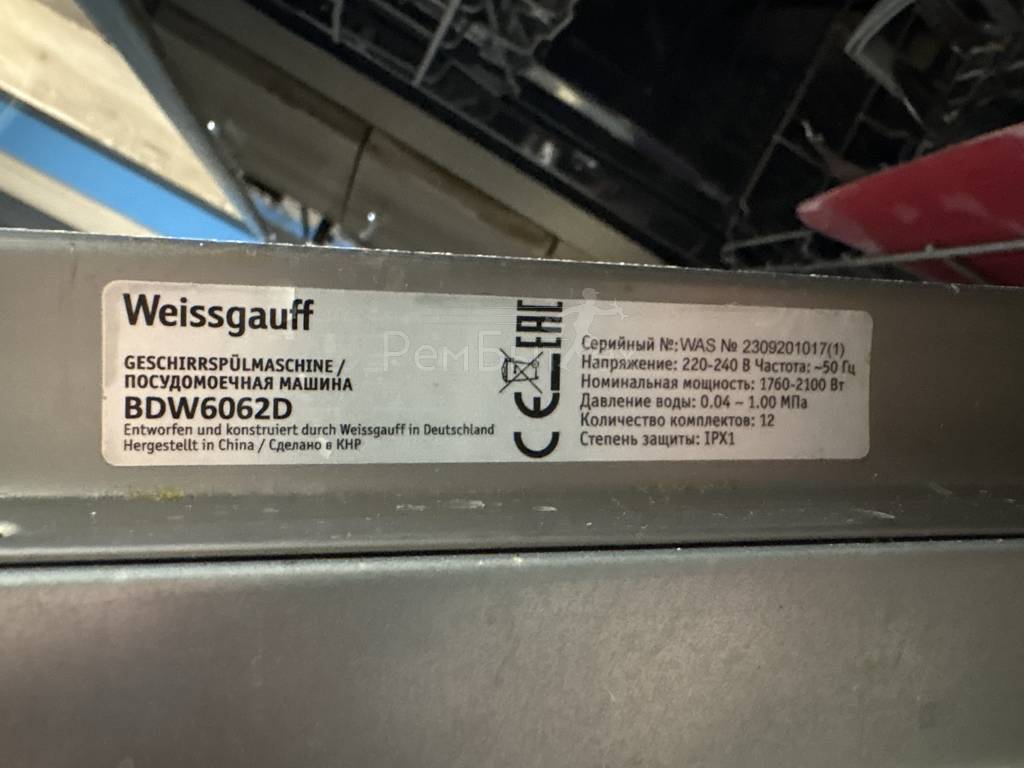 Weissgauff
GESCHIRRSPÜLMASCHINE /
ПОСУДОМОЕЧНАЯ МАШИНА
BDW6062D
Entworfen und konstruiert durch Weissgauff in Deutschland
Hergestellt in China / Сделано в КНР
EAC
CE
Серийный №: WAS № 2309201017(1)
Напряжение: 220-240 В Частота: ~50 Гц
Номинальная мощность: 1760-2100 Вт
Давление воды: 0.04 – 1.00 МПа
Количество комплектов: 12
Степень защиты: IPX1